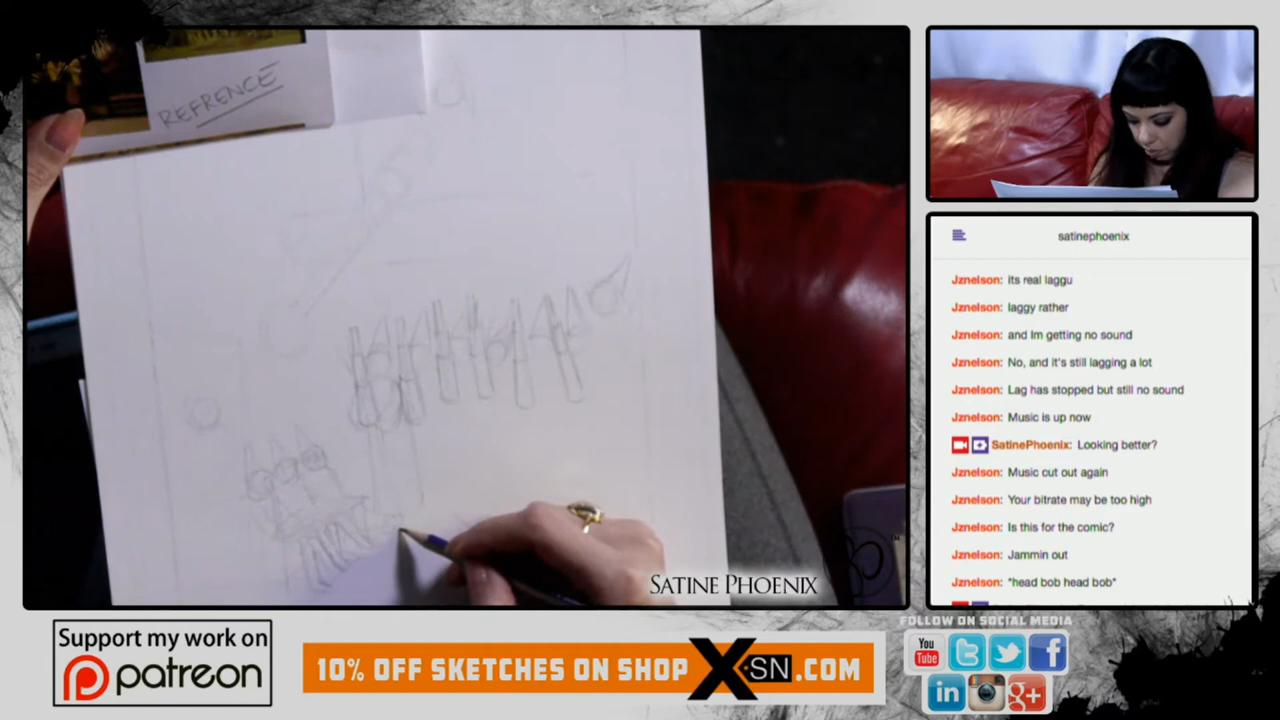 REFRENCE
SATINE PHOENIX
satinephoenix
Jznelson: its real laggu
Jznelson: laggy rather
Jznelson: and Im getting no sound
Jznelson: No, and it's still lagging a lot
Jznelson: Lag has stopped but still no sound
Jznelson: Music is up now
SatinePhoenix: Looking better?
Jznelson: Music cut out again
Jznelson: Your bitrate may be too high
Jznelson: Is this for the comic?
Jznelson: Jammin out
Jznelson: *head bob head bob*
Support my work on
patreon
10% OFF SKETCHES ON SHOP X-SN.COM
FOLLOW ON SOCIAL MEDIA
You
Tube
f
in
g+